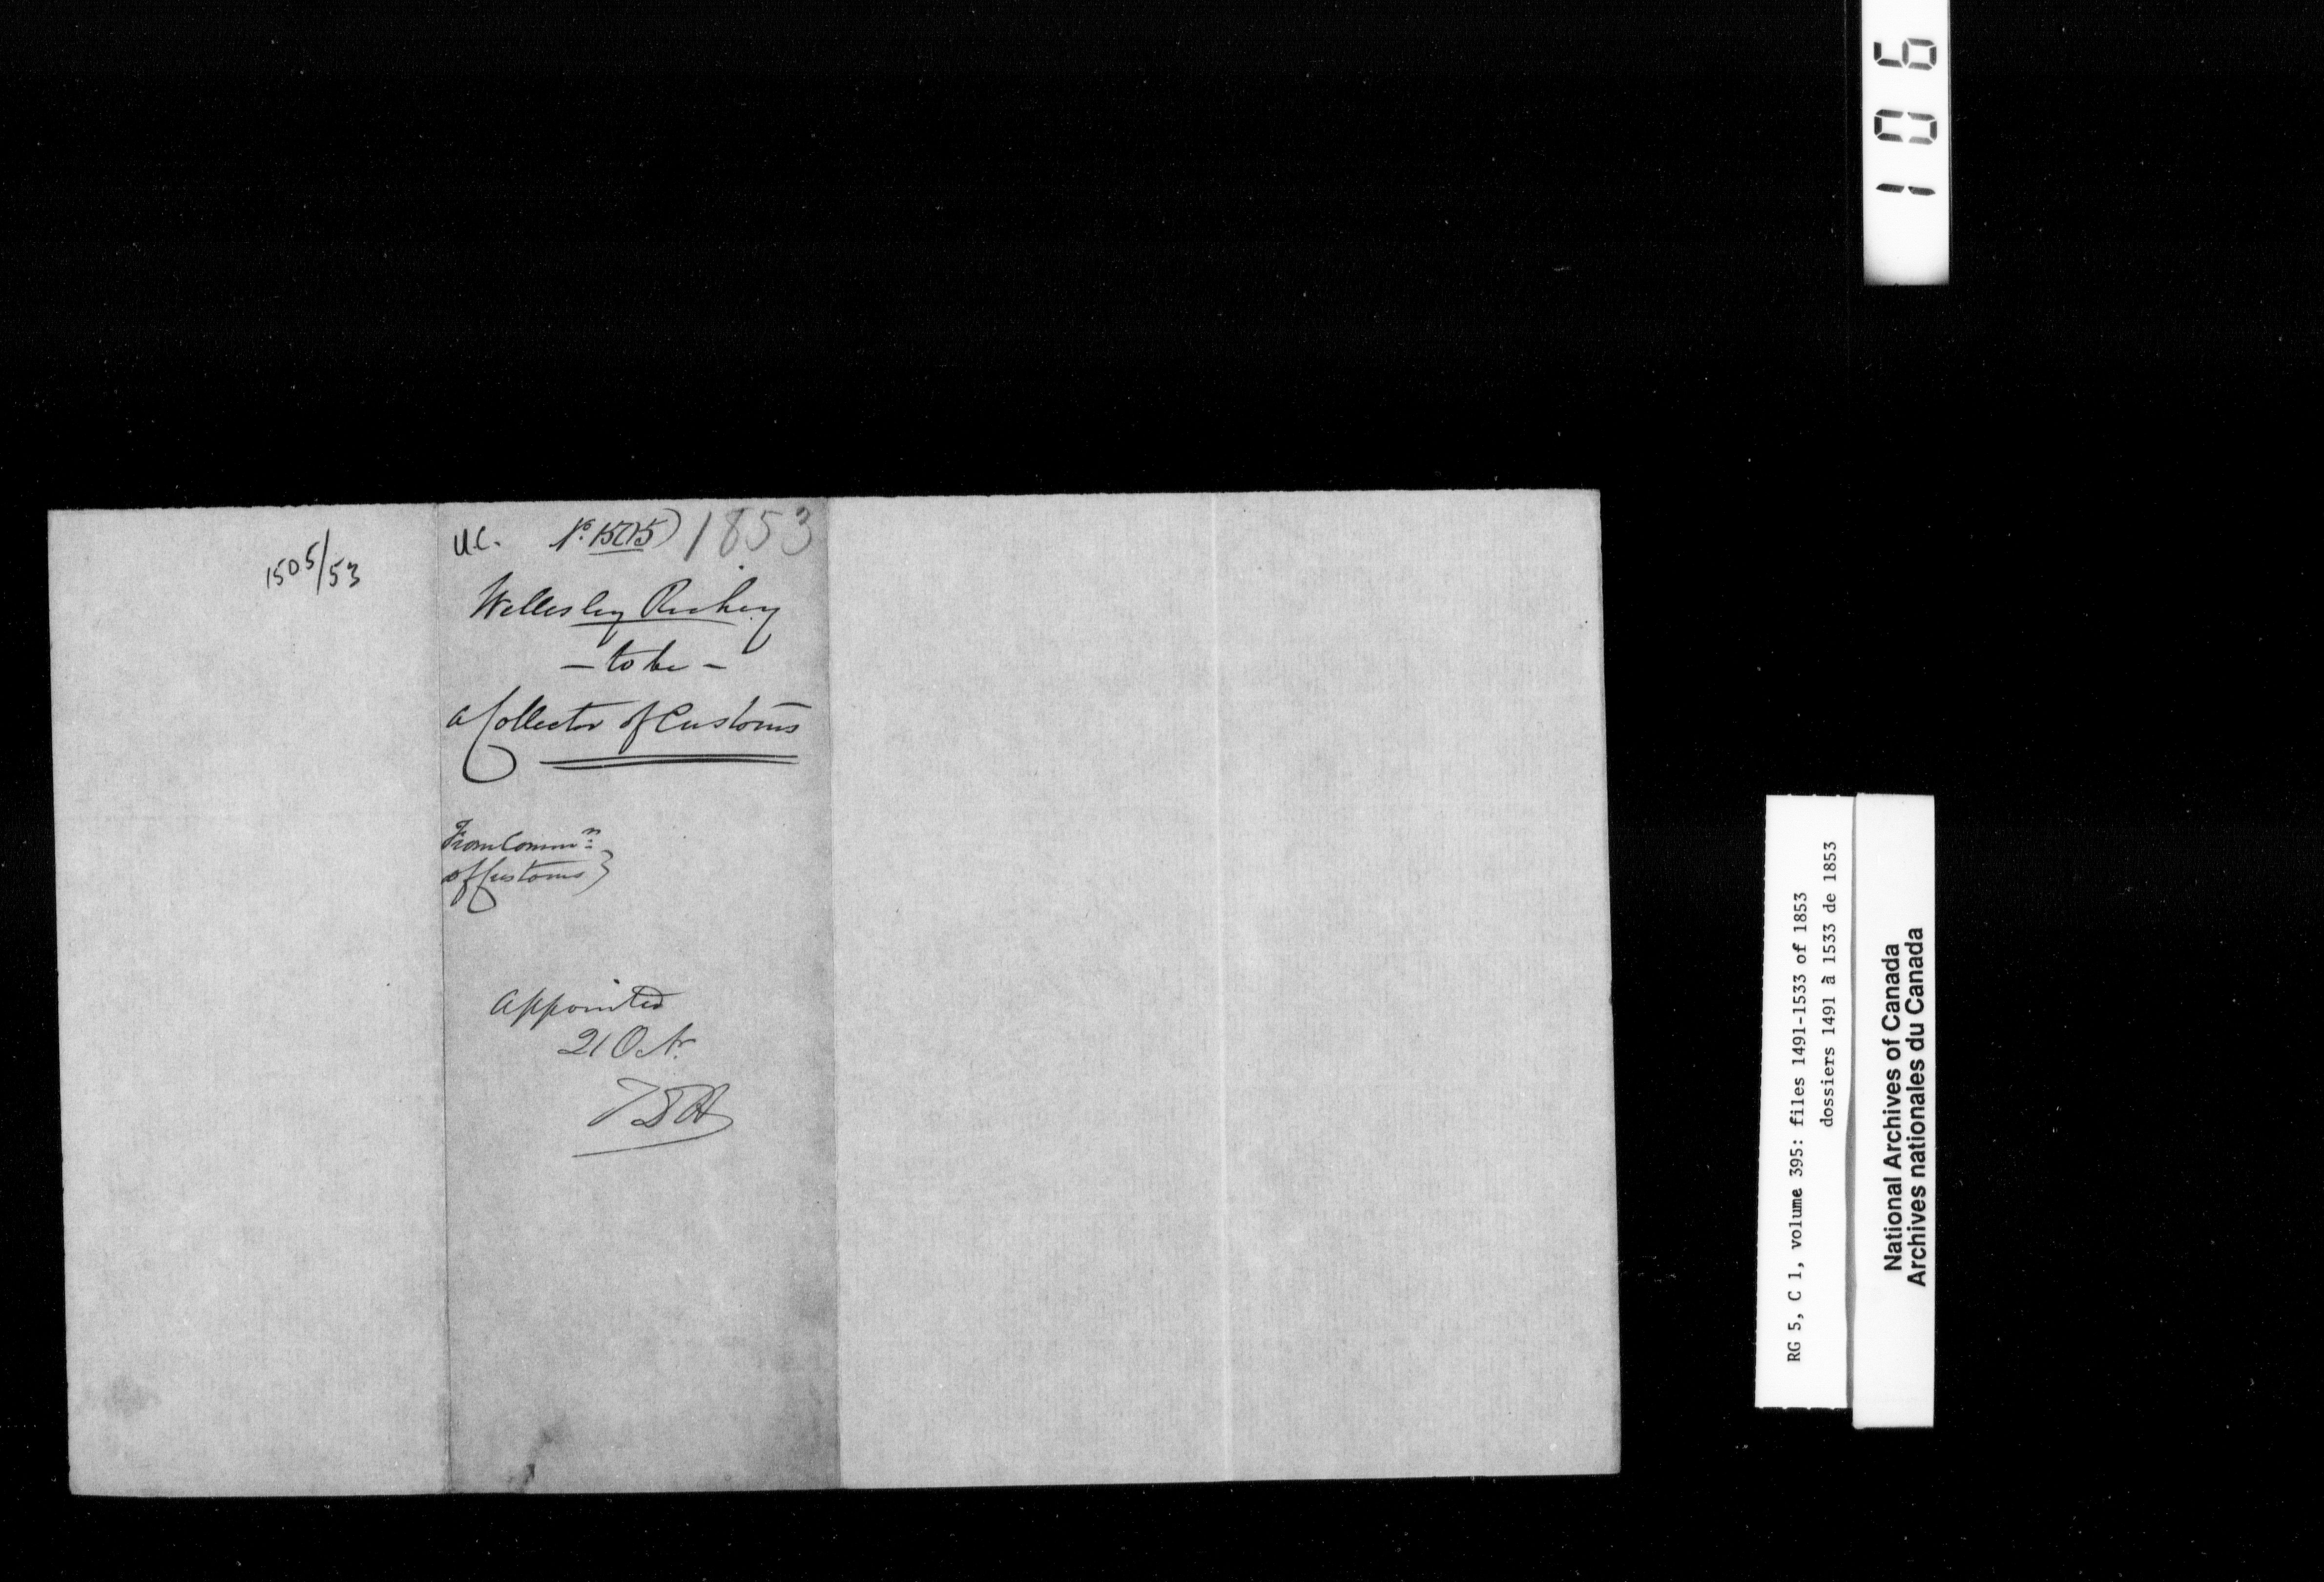 106
1505/53
U.C. No. 1505) 1853
Wellesley Richey
— to be —
a Collector of Customs
From Commr.
of Customs }
Appointed
21 Octr.
RG 5, C 1, volume 395: files 1491-1533 of 1853
dossiers 1491 à 1533 de 1853
National Archives of Canada
Archives nationales du Canada